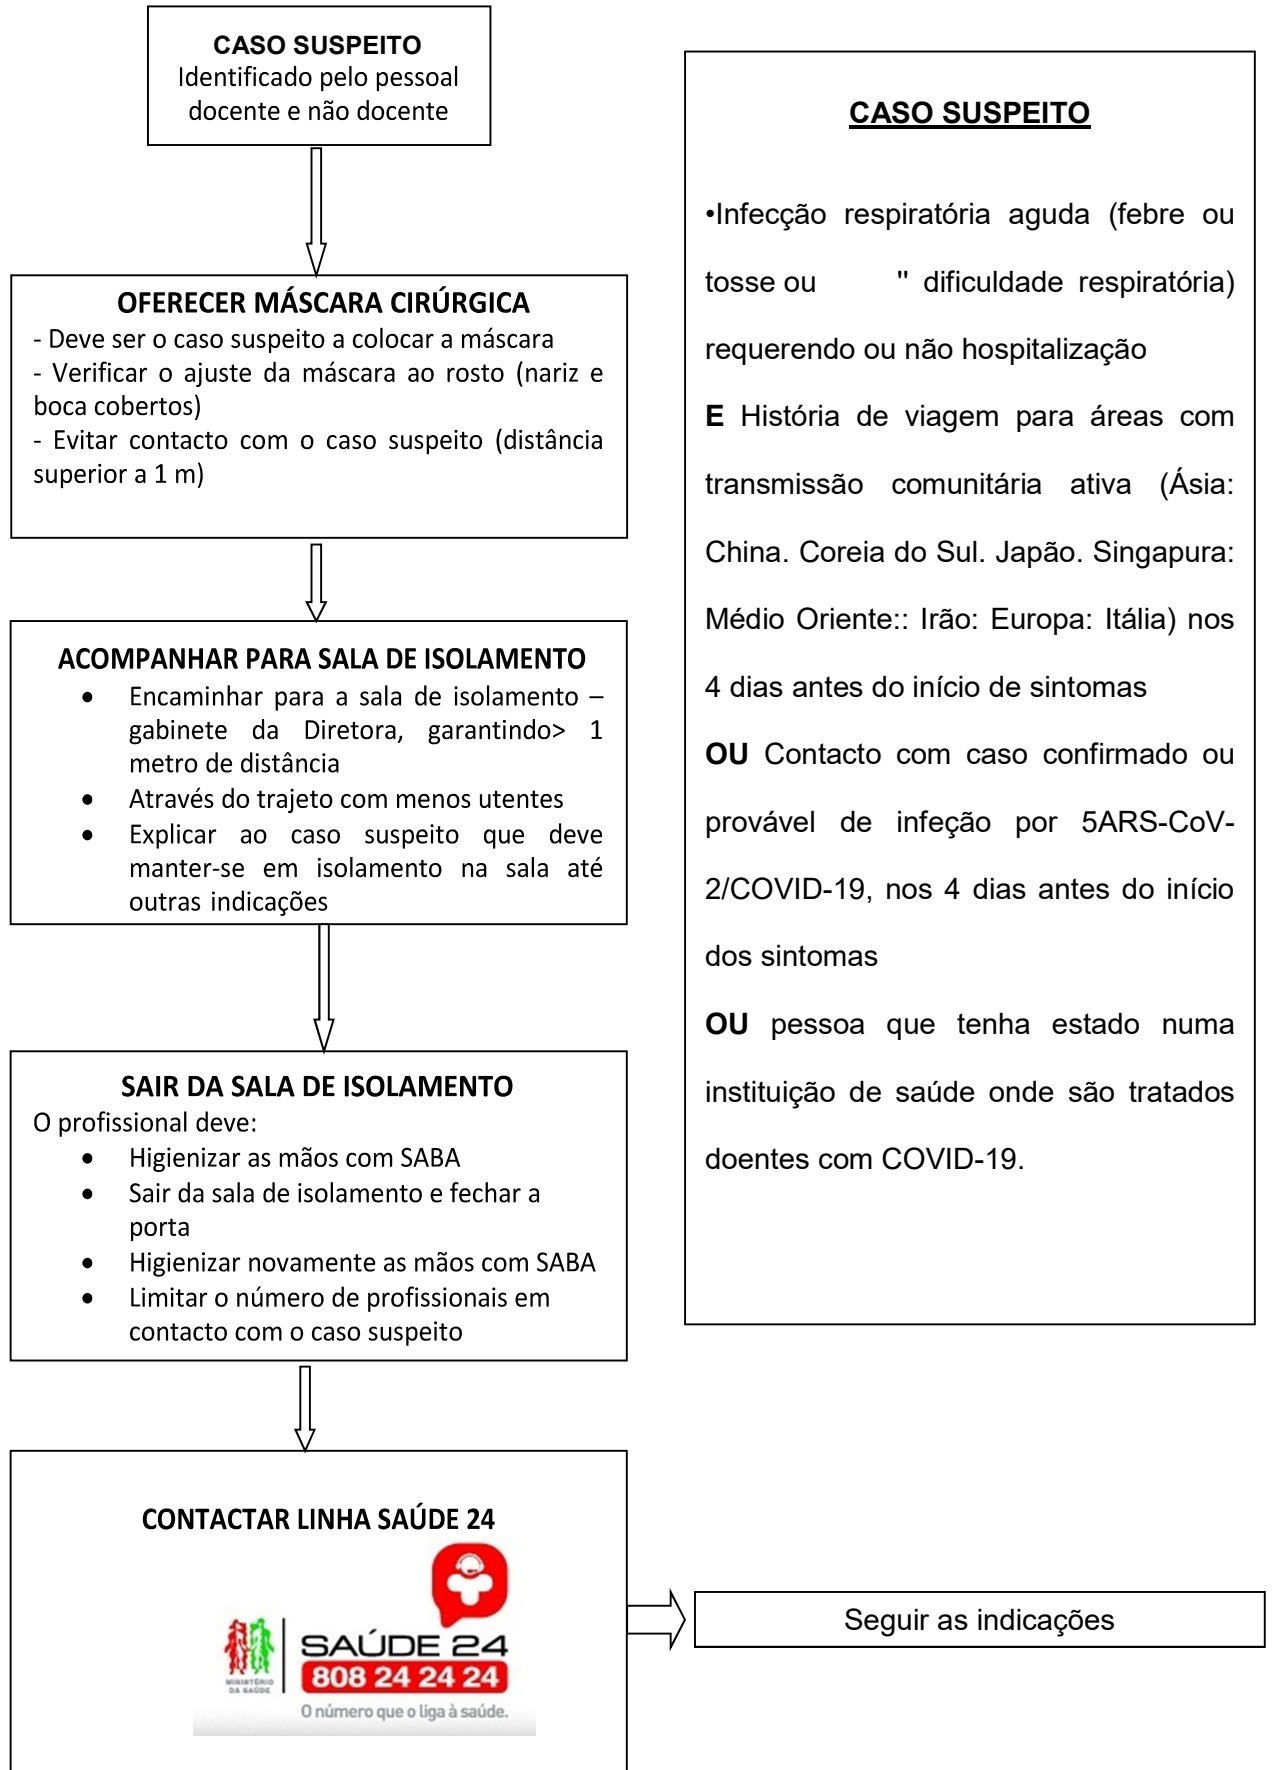 CASO SUSPEITO
Identificado pelo pessoal
docente e não docente
OFERECER MÁSCARA CIRÚRGICA
- Deve ser o caso suspeito a colocar a máscara
- Verificar o ajuste da máscara ao rosto (nariz e
boca cobertos)
- Evitar contacto com o caso suspeito (distância
superior a 1 m)
ACOMPANHAR PARA SALA DE ISOLAMENTO
• Encaminhar para a sala de isolamento –
gabinete da Diretora, garantindo> 1
metro de distância
• Através do trajeto com menos utentes
• Explicar ao caso suspeito que deve
manter-se em isolamento na sala até
outras indicações
SAIR DA SALA DE ISOLAMENTO
O profissional deve:
• Higienizar as mãos com SABA
• Sair da sala de isolamento e fechar a
porta
• Higienizar novamente as mãos com SABA
• Limitar o número de profissionais em
contacto com o caso suspeito
CONTACTAR LINHA SAÚDE 24
MINISTÉRIO
DA SAÚDE
SAÚDE 24
808 24 24 24
O número que o liga à saúde.
Seguir as indicações
CASO SUSPEITO
•Infecção respiratória aguda (febre ou
tosse ou " dificuldade respiratória)
requerendo ou não hospitalização
E História de viagem para áreas com
transmissão comunitária ativa (Ásia:
China. Coreia do Sul. Japão. Singapura:
Médio Oriente:: Irão: Europa: Itália) nos
4 dias antes do início de sintomas
OU Contacto com caso confirmado ou
provável de infeção por 5ARS-CoV-
2/COVID-19, nos 4 dias antes do início
dos sintomas
OU pessoa que tenha estado numa
instituição de saúde onde são tratados
doentes com COVID-19.